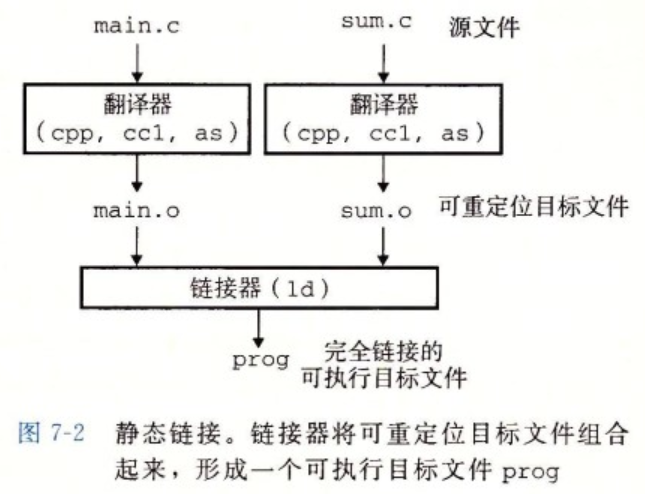 main.c sum.c 源文件
翻译器 翻译器
(cpp, cc1, as) (cpp, cc1, as)
main.o sum.o 可重定位目标文件
链接器(ld)
prog 完全链接的
可执行目标文件
图 7-2 静态链接。链接器将可重定位目标文件组合
起来，形成一个可执行目标文件 prog